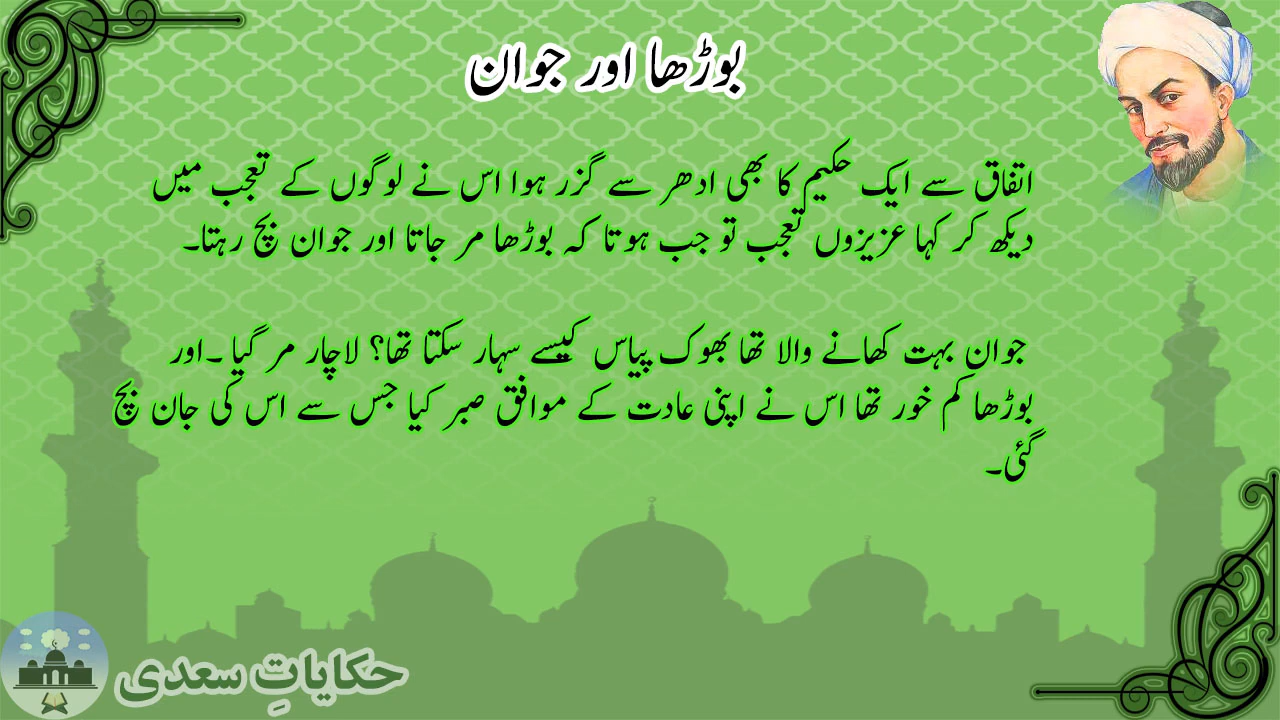 بوڑھا اور جوان
اتفاق سے ایک حکیم کا بھی ادھر سے گزر ہوا اس نے لوگوں کے تعجب میں
دیکھ کر کہا عزیزوں تعجب تو جب ہوتا کہ بوڑھا مر جاتا اور جوان بچ رہتا۔
جوان بہت کھانے والا تھا بھوک پیاس کیسے سہار سکتا تھا؟ لاچار مر گیا ۔اور
بوڑھا کم خور تھا اس نے اپنی عادت کے موافق صبر کیا جس سے اس کی جان بچ
گئی۔
حکایاتِ سعدی